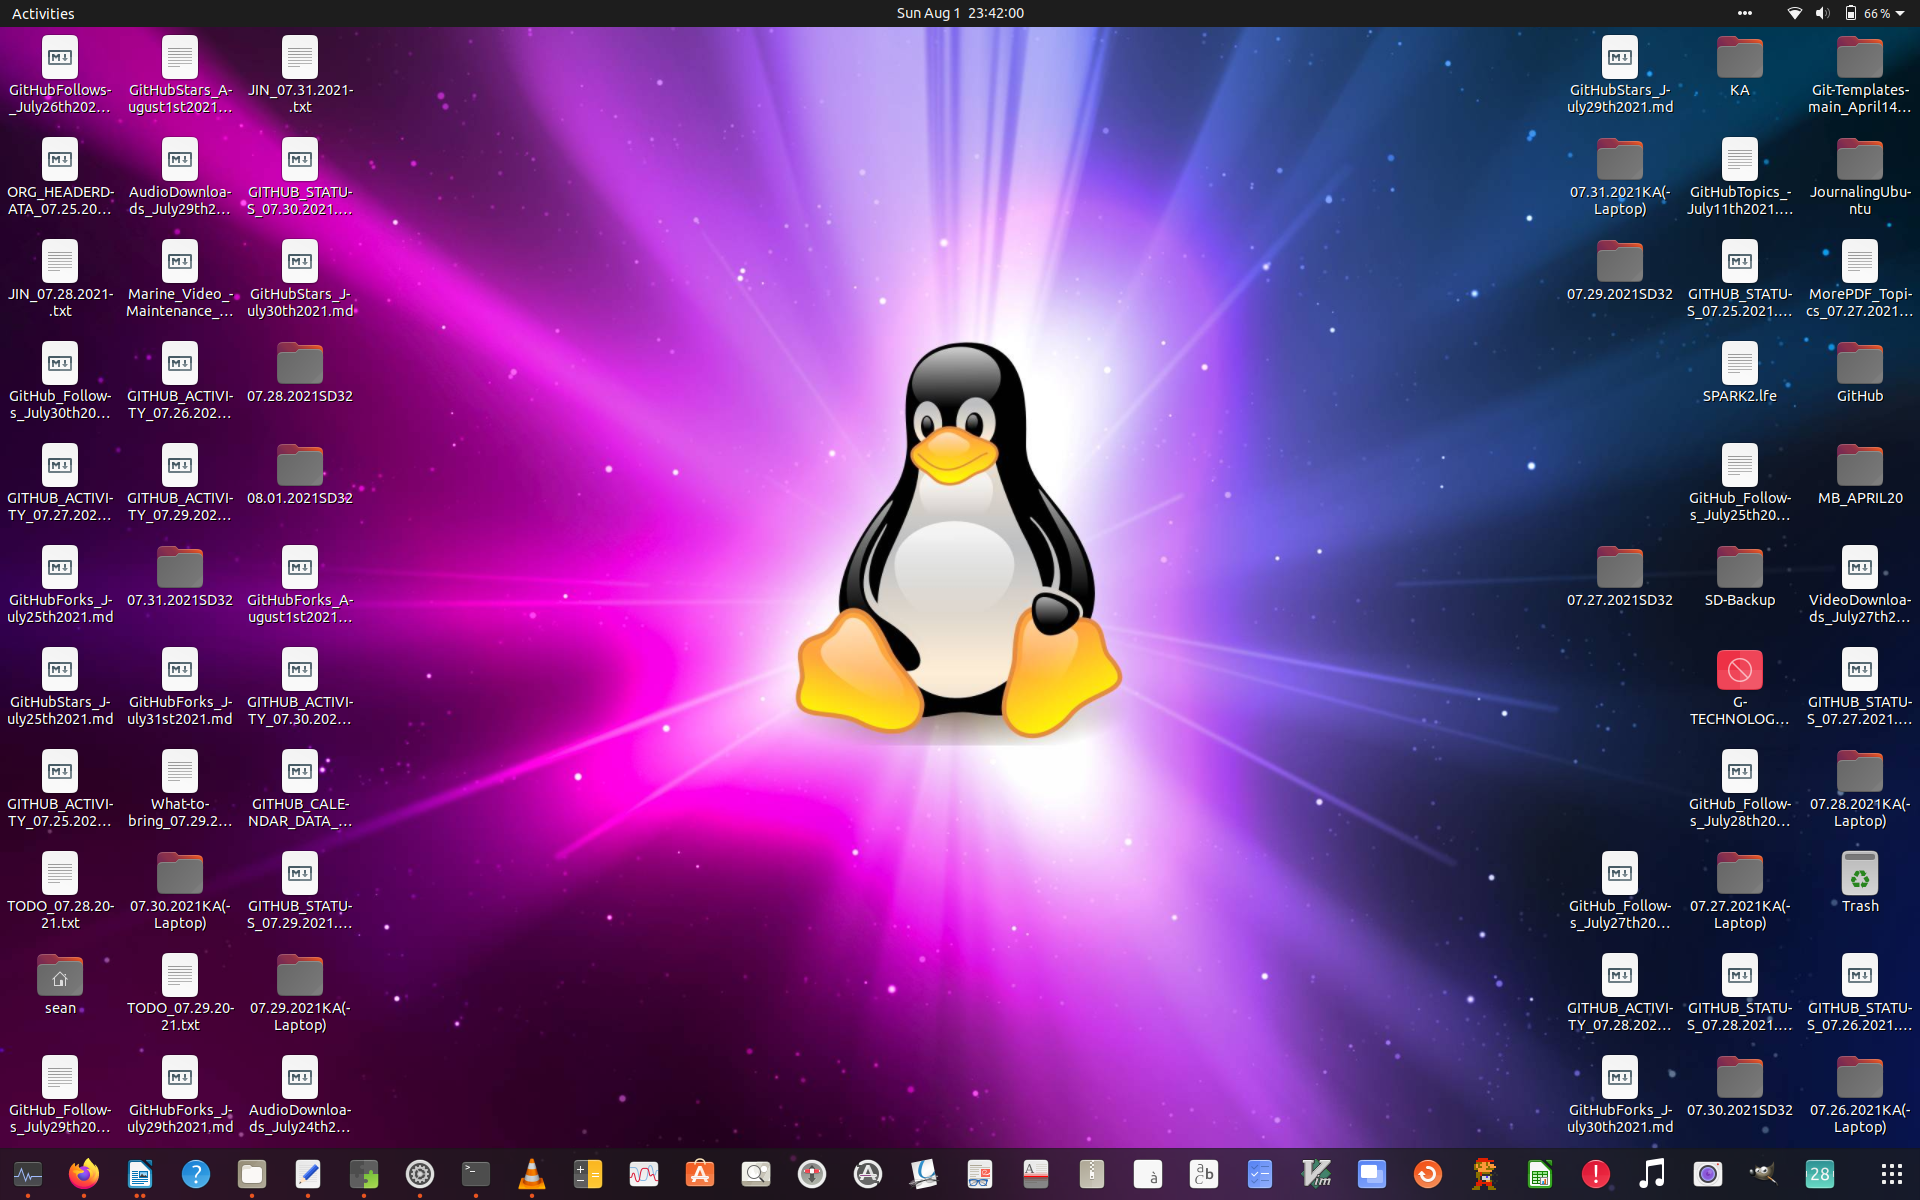 Activities
Sun Aug 1 23:42:00
66 %
GitHubFollows-
_July26th202...
GitHubStars_A-
ugust1st2021...
JIN_07.31.2021-
.txt
GitHubStars_J-
uly29th2021.md
KA
Git-Templates-
main_April14...
ORG_HEADERD-
ATA_07.25.20...
AudioDownloa-
ds_July29th2...
GITHUB_STATU-
S_07.30.2021....
07.31.2021KA(-
Laptop)
GitHubTopics_-
July11th2021....
JournalingUbu-
ntu
JIN_07.28.2021-
.txt
Marine_Video_-
Maintenance_...
GitHubStars_J-
uly30th2021.md
07.29.2021SD32
GITHUB_STATU-
S_07.25.2021....
MorePDF_Topi-
cs_07.27.2021...
GitHub_Follow-
s_July30th20...
GITHUB_ACTIVI-
TY_07.26.202...
07.28.2021SD32
SPARK2.lfe
GitHub
GITHUB_ACTIVI-
TY_07.27.202...
GITHUB_ACTIVI-
TY_07.29.202...
08.01.2021SD32
GitHub_Follow-
s_July25th20...
MB_APRIL20
GitHubForks_J-
uly25th2021.md
07.31.2021SD32
GitHubForks_A-
ugust1st2021...
07.27.2021SD32
SD-Backup
VideoDownloa-
ds_July27th2...
GitHubStars_J-
uly25th2021.md
GitHubForks_J-
uly31st2021.md
GITHUB_ACTIVI-
TY_07.30.202...
G-
TECHNOLOG...
GITHUB_STATU-
S_07.27.2021....
GITHUB_ACTIVI-
TY_07.25.202...
What-to-
bring_07.29.2...
GITHUB_CALE-
NDAR_DATA_...
GitHub_Follow-
s_July28th20...
07.28.2021KA(-
Laptop)
TODO_07.28.20-
21.txt
07.30.2021KA(-
Laptop)
GITHUB_STATU-
S_07.29.2021....
GitHub_Follow-
s_July27th20...
07.27.2021KA(-
Laptop)
Trash
sean
TODO_07.29.20-
21.txt
07.29.2021KA(-
Laptop)
GITHUB_ACTIVI-
TY_07.28.202...
GITHUB_STATU-
S_07.28.2021....
GITHUB_STATU-
S_07.26.2021....
GitHub_Follow-
s_July29th20...
GitHubForks_J-
uly29th2021.md
AudioDownloa-
ds_July24th2...
GitHubForks_J-
uly30th2021.md
07.30.2021SD32
07.26.2021KA(-
Laptop)
28